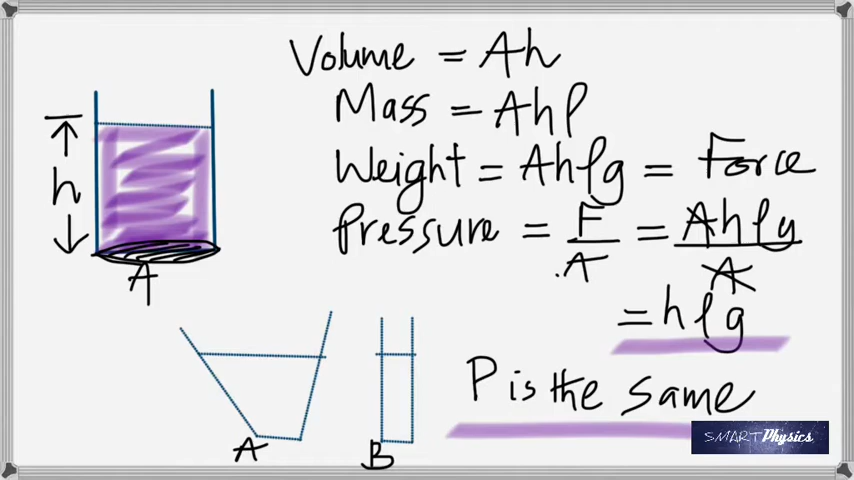 Volume = Ah
Mass = Ahρ
Weight = Ahρg = Force
Pressure = F/A = Ahρg/A
= hρg
h
A
P is the same
A
B
SMART Physics